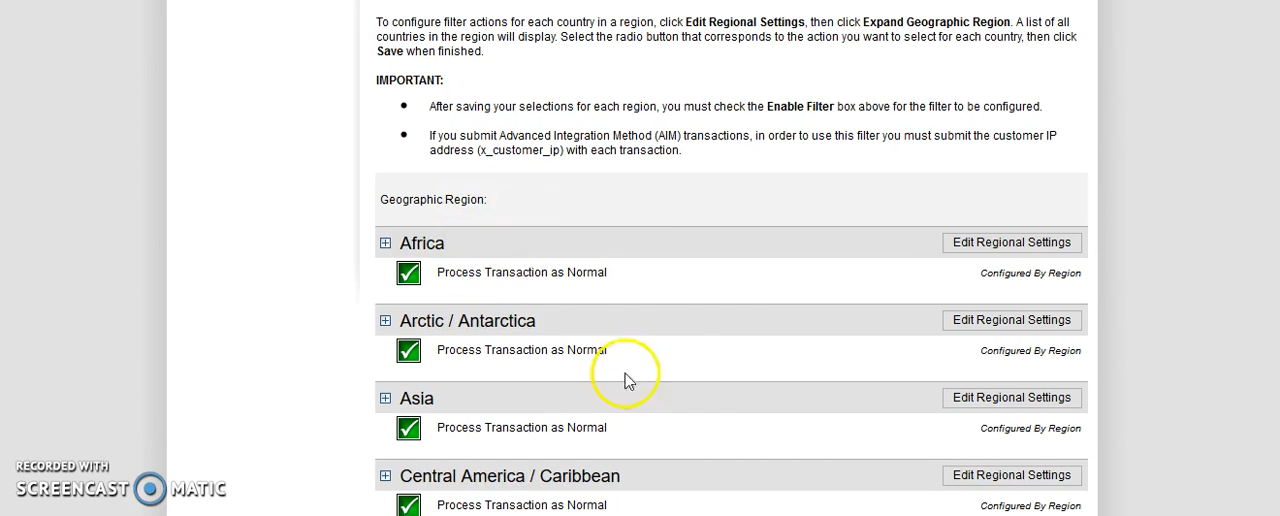 To configure filter actions for each country in a region, click Edit Regional Settings, then click Expand Geographic Region. A list of all
countries in the region will display. Select the radio button that corresponds to the action you want to select for each country, then click
Save when finished.
IMPORTANT:
After saving your selections for each region, you must check the Enable Filter box above for the filter to be configured.
If you submit Advanced Integration Method (AIM) transactions, in order to use this filter you must submit the customer IP
address (x_customer_ip) with each transaction.
Geographic Region:
Africa Edit Regional Settings
Process Transaction as Normal Configured By Region
Arctic / Antarctica Edit Regional Settings
Process Transaction as Normal Configured By Region
Asia Edit Regional Settings
Process Transaction as Normal Configured By Region
Central America / Caribbean Edit Regional Settings
Process Transaction as Normal Configured By Region
RECORDED WITH
SCREENCAST MATIC